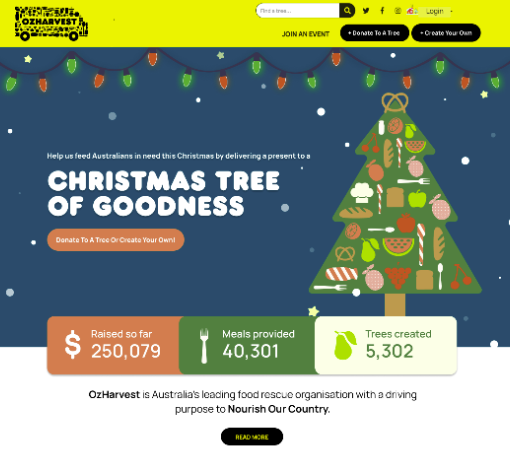 OZHARVEST
Find a tree...
Login
JOIN AN EVENT
+ Donate To A Tree
+ Create Your Own
Help us feed Australians in need this Christmas by delivering a present to a
CHRISTMAS TREE
OF GOODNESS
Donate To A Tree Or Create Your Own!
$
Raised so far
250,079
Meals provided
40,301
Trees created
5,302
OzHarvest is Australia's leading food rescue organisation with a driving
purpose to Nourish Our Country.
READ MORE